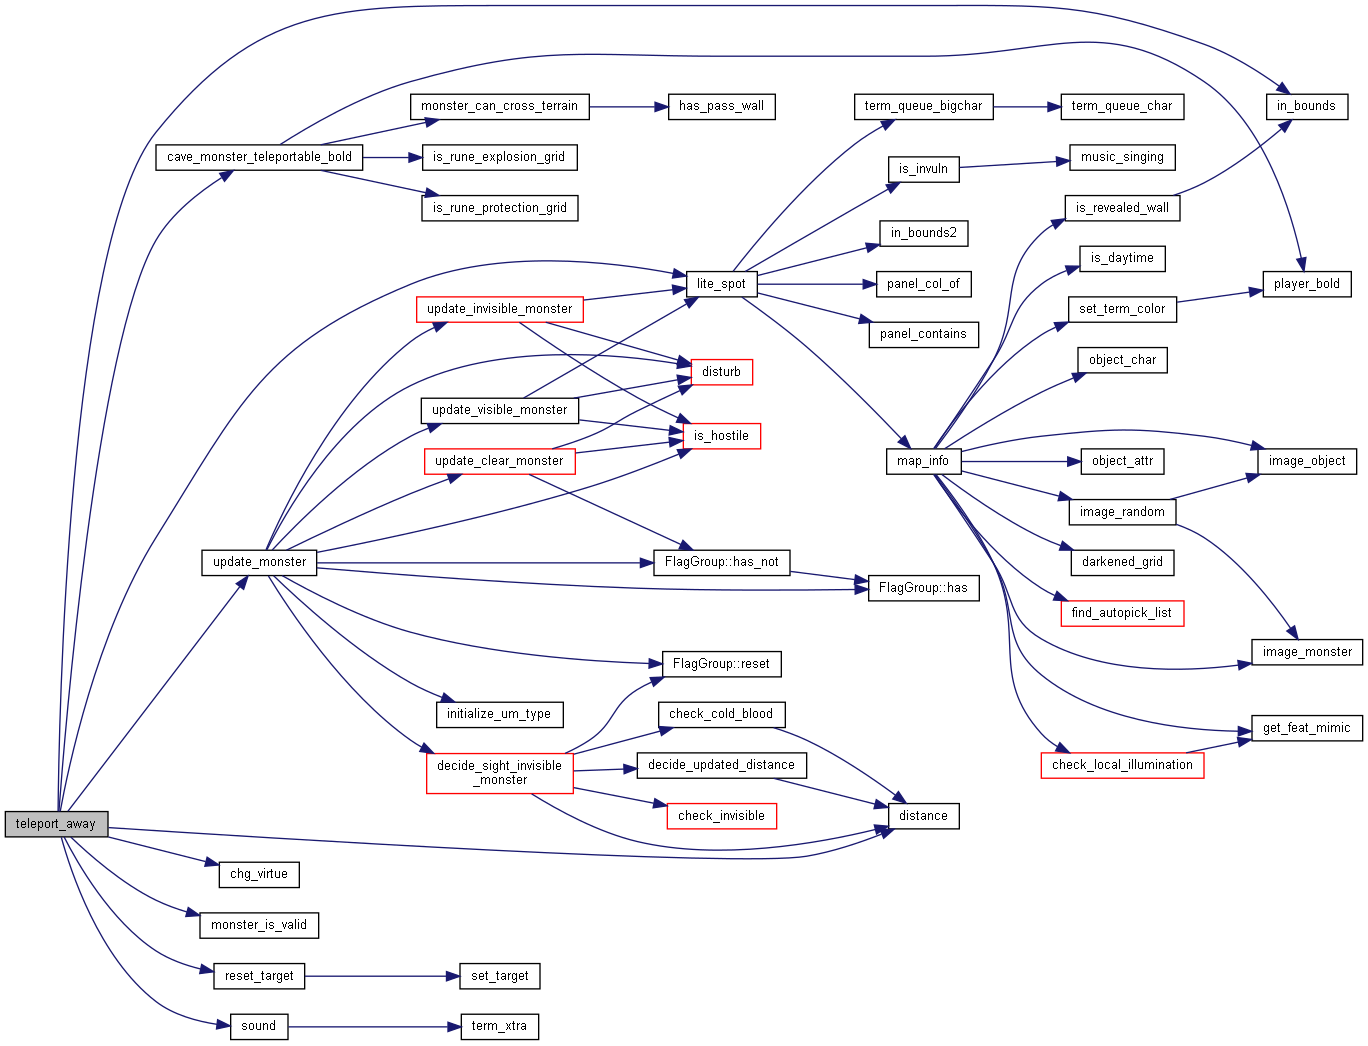 teleport_away
cave_monster_teleportable_bold
monster_can_cross_terrain
has_pass_wall
is_rune_explosion_grid
is_rune_protection_grid
term_queue_bigchar
term_queue_char
in_bounds
is_invuln
music_singing
is_revealed_wall
in_bounds2
is_daytime
lite_spot
panel_col_of
player_bold
update_invisible_monster
set_term_color
panel_contains
object_char
disturb
update_visible_monster
is_hostile
update_clear_monster
map_info
object_attr
image_object
image_random
update_monster
FlagGroup::has_not
darkened_grid
FlagGroup::has
find_autopick_list
image_monster
FlagGroup::reset
initialize_um_type
check_cold_blood
get_feat_mimic
decide_sight_invisible
_monster
decide_updated_distance
check_local_illumination
check_invisible
distance
chg_virtue
monster_is_valid
reset_target
set_target
sound
term_xtra